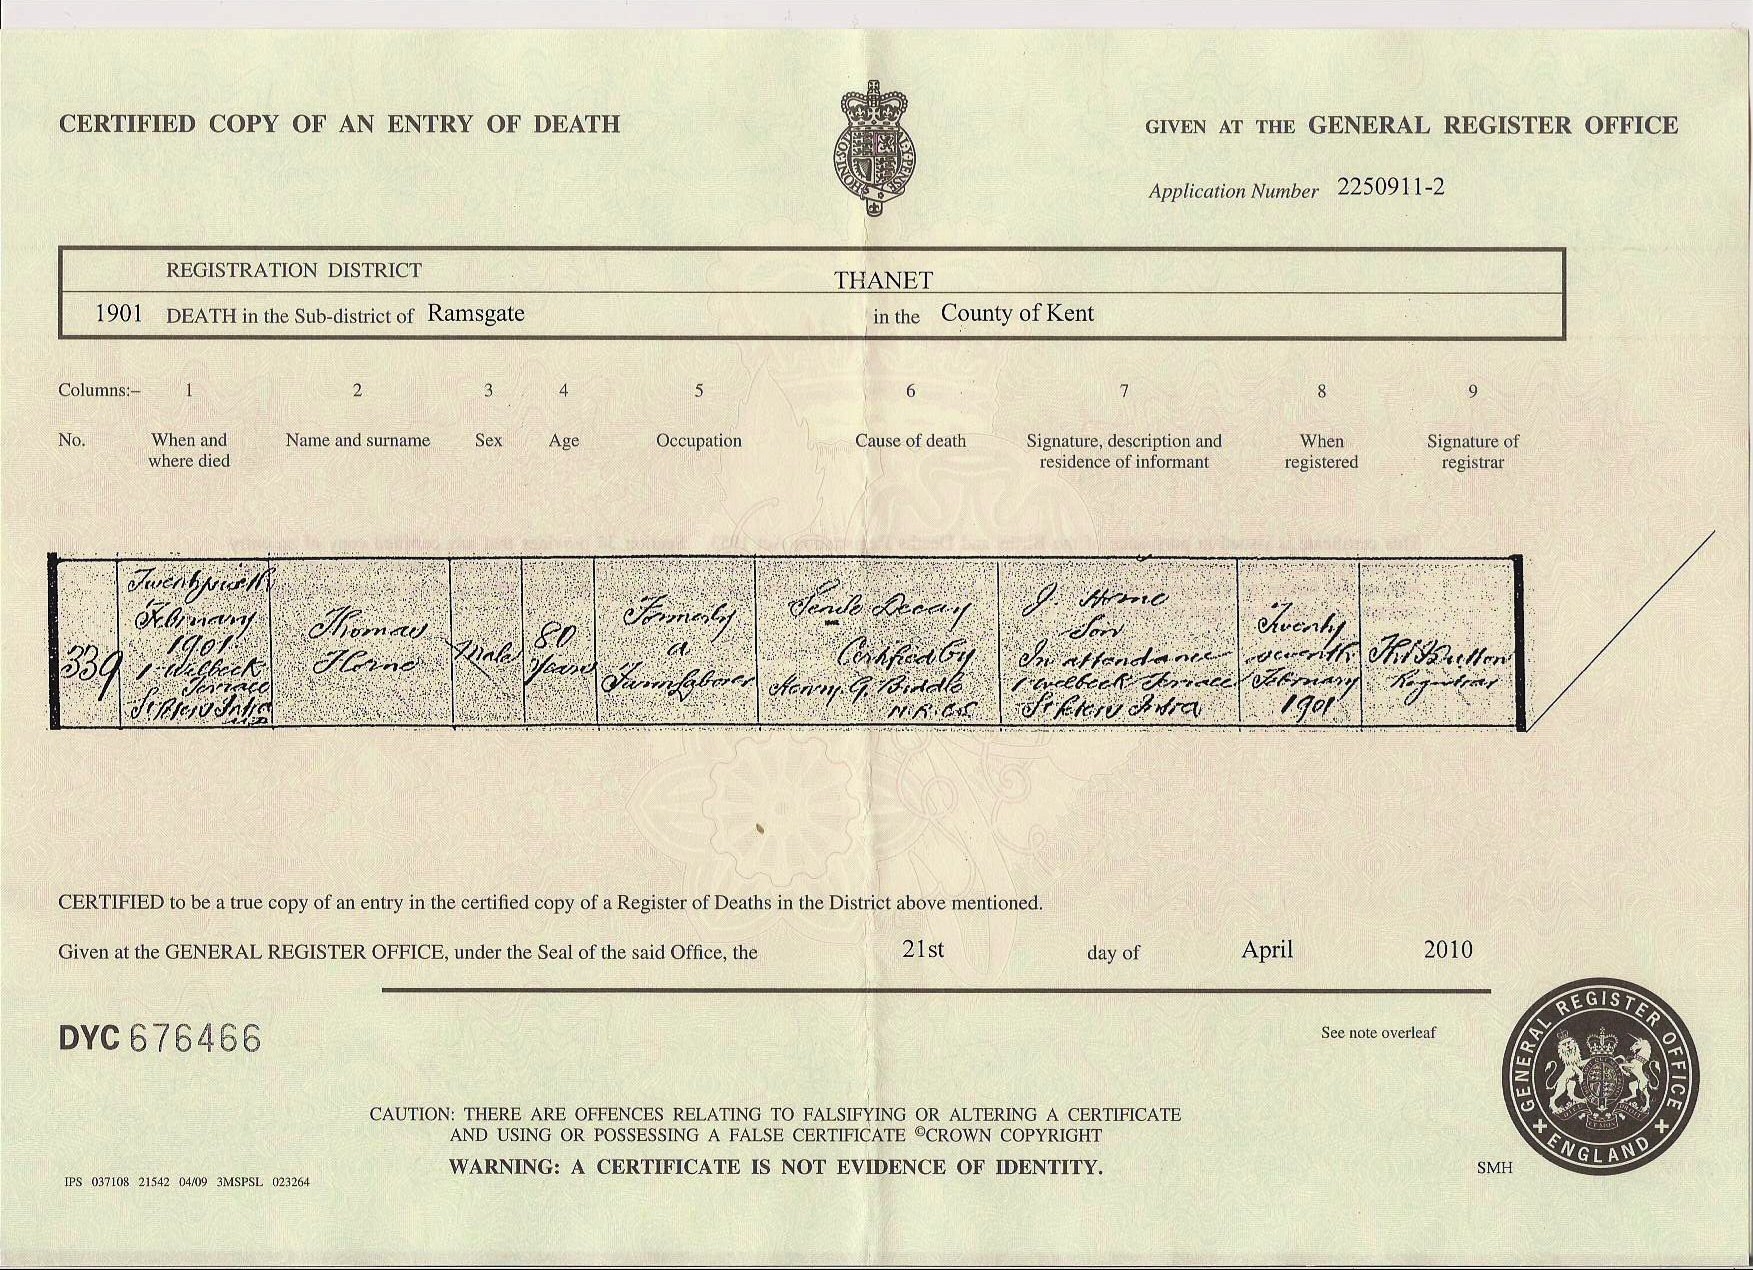 CERTIFIED COPY OF AN ENTRY OF DEATH
GIVEN AT THE GENERAL REGISTER OFFICE
Application Number 2250911-2
REGISTRATION DISTRICT THANET
1901 DEATH in the Sub-district of Ramsgate in the County of Kent
Columns:– 1 2 3 4 5 6 7 8 9
No. When and where died Name and surname Sex Age Occupation Cause of death Signature, description and residence of informant When registered Signature of registrar
339
February
1901
1 Welbeck
Terrace
St Peters Intra
Thomas
Horne
Male
80
Years
Formerly
a
Farm Laborer
Senile Decay
Certified by
Henry G. Biddle
M.R.C.S.
J. Horne
Son
In attendance
1 Welbeck Terrace
St Peters Intra
Twenty
seventh
February
1901
Registrar
CERTIFIED to be a true copy of an entry in the certified copy of a Register of Deaths in the District above mentioned.
Given at the GENERAL REGISTER OFFICE, under the Seal of the said Office, the 21st day of April 2010
DYC 676466
See note overleaf
GENERAL REGISTER OFFICE
ENGLAND
CAUTION: THERE ARE OFFENCES RELATING TO FALSIFYING OR ALTERING A CERTIFICATE
AND USING OR POSSESSING A FALSE CERTIFICATE ©CROWN COPYRIGHT
WARNING: A CERTIFICATE IS NOT EVIDENCE OF IDENTITY.
SMH
IPS 037108 21542 04/09 3MSPSL 023264